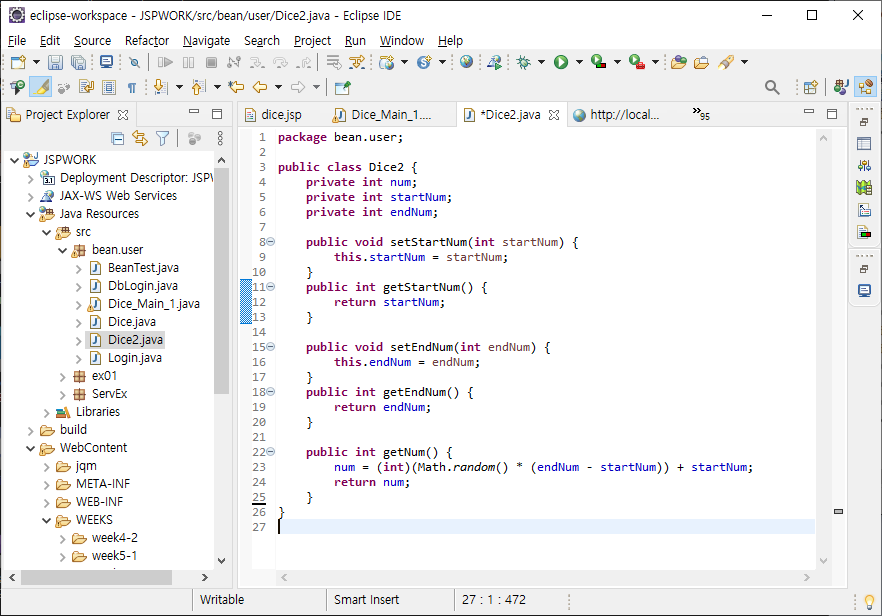 eclipse-workspace - JSPWORK/src/bean/user/Dice2.java - Eclipse IDE
File Edit Source Refactor Navigate Search Project Run Window Help
Project Explorer
dice.jsp Dice_Main_1.... *Dice2.java http://local... »95
JSPWORK
Deployment Descriptor: JSPW
JAX-WS Web Services
Java Resources
src
bean.user
BeanTest.java
DbLogin.java
Dice_Main_1.java
Dice.java
Dice2.java
Login.java
ex01
ServEx
Libraries
build
WebContent
jqm
META-INF
WEB-INF
WEEKS
week4-2
week5-1
1 package bean.user;
2
3 public class Dice2 {
4 private int num;
5 private int startNum;
6 private int endNum;
7
8 public void setStartNum(int startNum) {
9 this.startNum = startNum;
10 }
11 public int getStartNum() {
12 return startNum;
13 }
14
15 public void setEndNum(int endNum) {
16 this.endNum = endNum;
17 }
18 public int getEndNum() {
19 return endNum;
20 }
21
22 public int getNum() {
23 num = (int)(Math.random() * (endNum - startNum)) + startNum;
24 return num;
25 }
26 }
27
Writable Smart Insert 27 : 1 : 472